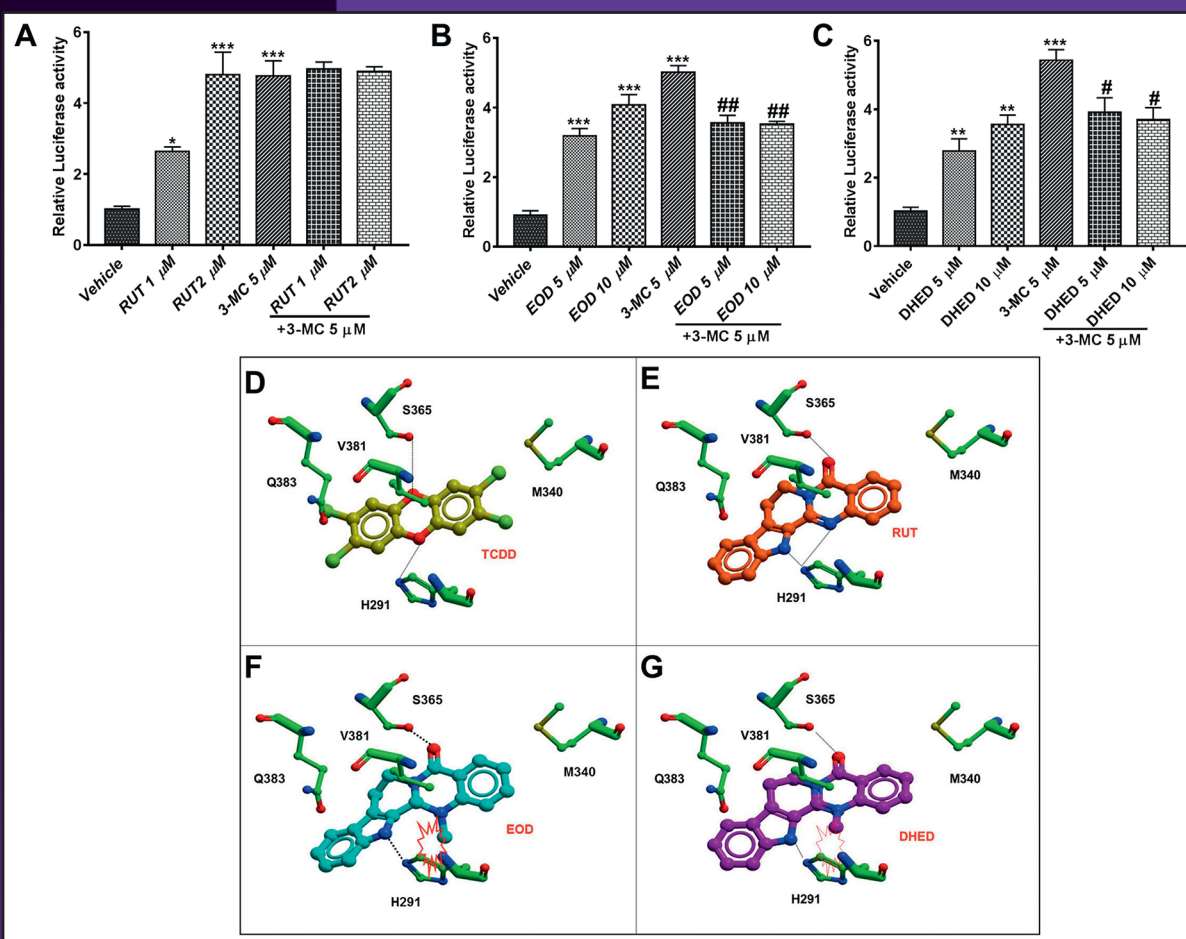 A
Relative Luciferase activity
6
4
2
0
***
***
*
Vehicle
RUT 1 μM
RUT2 μM
3-MC 5 μM
RUT 1 μM
RUT2 μM
+3-MC 5 μM
B
Relative Luciferase activity
6
4
2
0
***
***
***
##
##
Vehicle
EOD 5 μM
EOD 10 μM
3-MC 5 μM
EOD 5 μM
EOD 10 μM
+3-MC 5 μM
C
Relative Luciferase activity
6
4
2
0
**
**
***
#
#
Vehicle
DHED 5 μM
DHED 10 μM
3-MC 5 μM
DHED 5 μM
DHED 10 μM
+3-MC 5 μM
D
S365
V381
Q383
M340
TCDD
H291
E
S365
V381
Q383
M340
RUT
H291
F
S365
V381
Q383
M340
EOD
H291
G
S365
V381
Q383
M340
DHED
H291